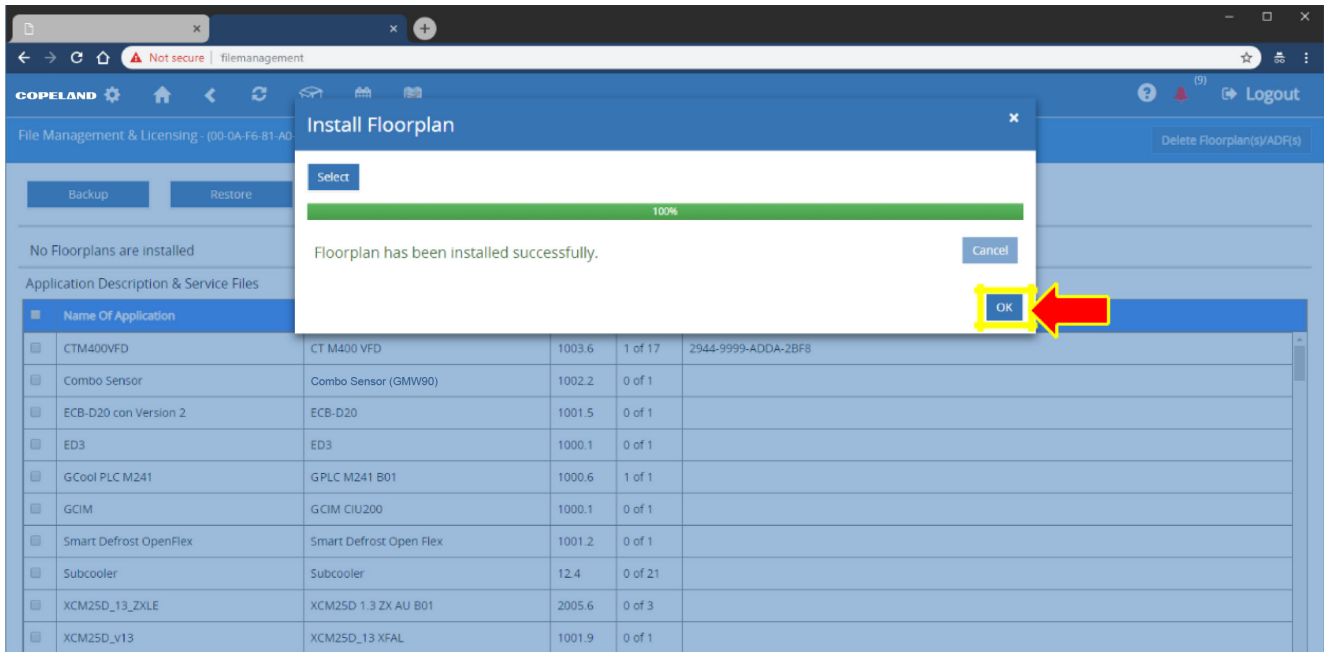 Not secure | filemanagement
COPELAND
(9)
Logout
File Management & Licensing - (00-0A-F6-81-A0-
Delete Floorplan(s)/ADF(s)
Install Floorplan
×
Select
100%
Floorplan has been installed successfully.
Cancel
OK
Backup Restore
No Floorplans are installed
Application Description & Service Files
Name Of Application
CTM400VFD CT M400 VFD 1003.6 1 of 17 2944-9999-ADDA-2BF8
Combo Sensor Combo Sensor (GMW90) 1002.2 0 of 1
ECB-D20 con Version 2 ECB-D20 1001.5 0 of 1
ED3 ED3 1000.1 0 of 1
GCool PLC M241 GPLC M241 B01 1000.6 1 of 1
GCIM GCIM CIU200 1000.1 0 of 1
Smart Defrost OpenFlex Smart Defrost Open Flex 1001.2 0 of 1
Subcooler Subcooler 12.4 0 of 21
XCM25D_13_ZXLE XCM25D 1.3 ZX AU B01 2005.6 0 of 3
XCM25D_v13 XCM25D_13 XFAL 1001.9 0 of 1